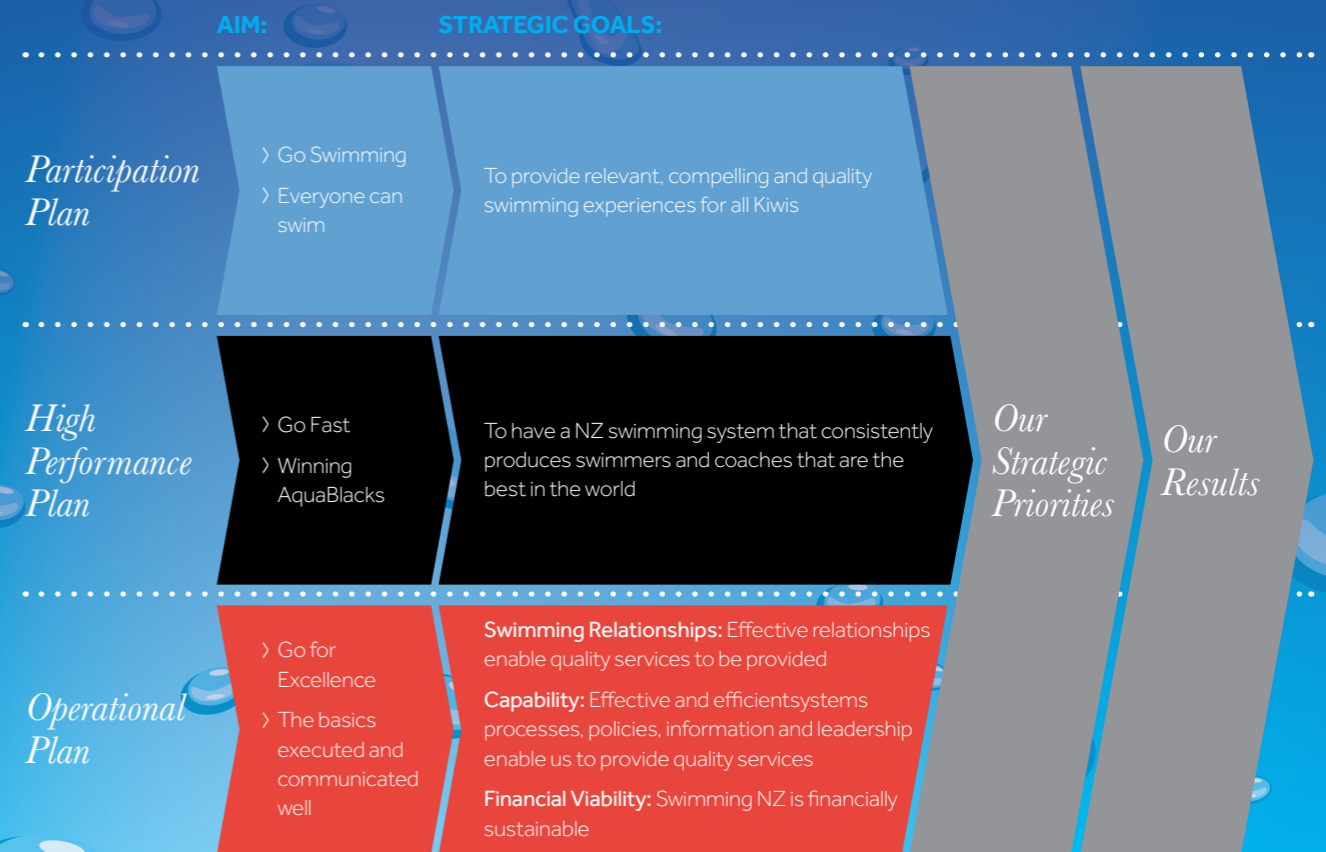 AIM:
STRATEGIC GOALS:
Participation
Plan
› Go Swimming
› Everyone can
swim
To provide relevant, compelling and quality
swimming experiences for all Kiwis
High
Performance
Plan
› Go Fast
› Winning
AquaBlacks
To have a NZ swimming system that consistently
produces swimmers and coaches that are the
best in the world
Operational
Plan
› Go for
Excellence
› The basics
executed and
communicated
well
Swimming Relationships: Effective relationships
enable quality services to be provided
Capability: Effective and efficientsystems
processes, policies, information and leadership
enable us to provide quality services
Financial Viability: Swimming NZ is financially
sustainable
Our
Strategic
Priorities
Our
Results